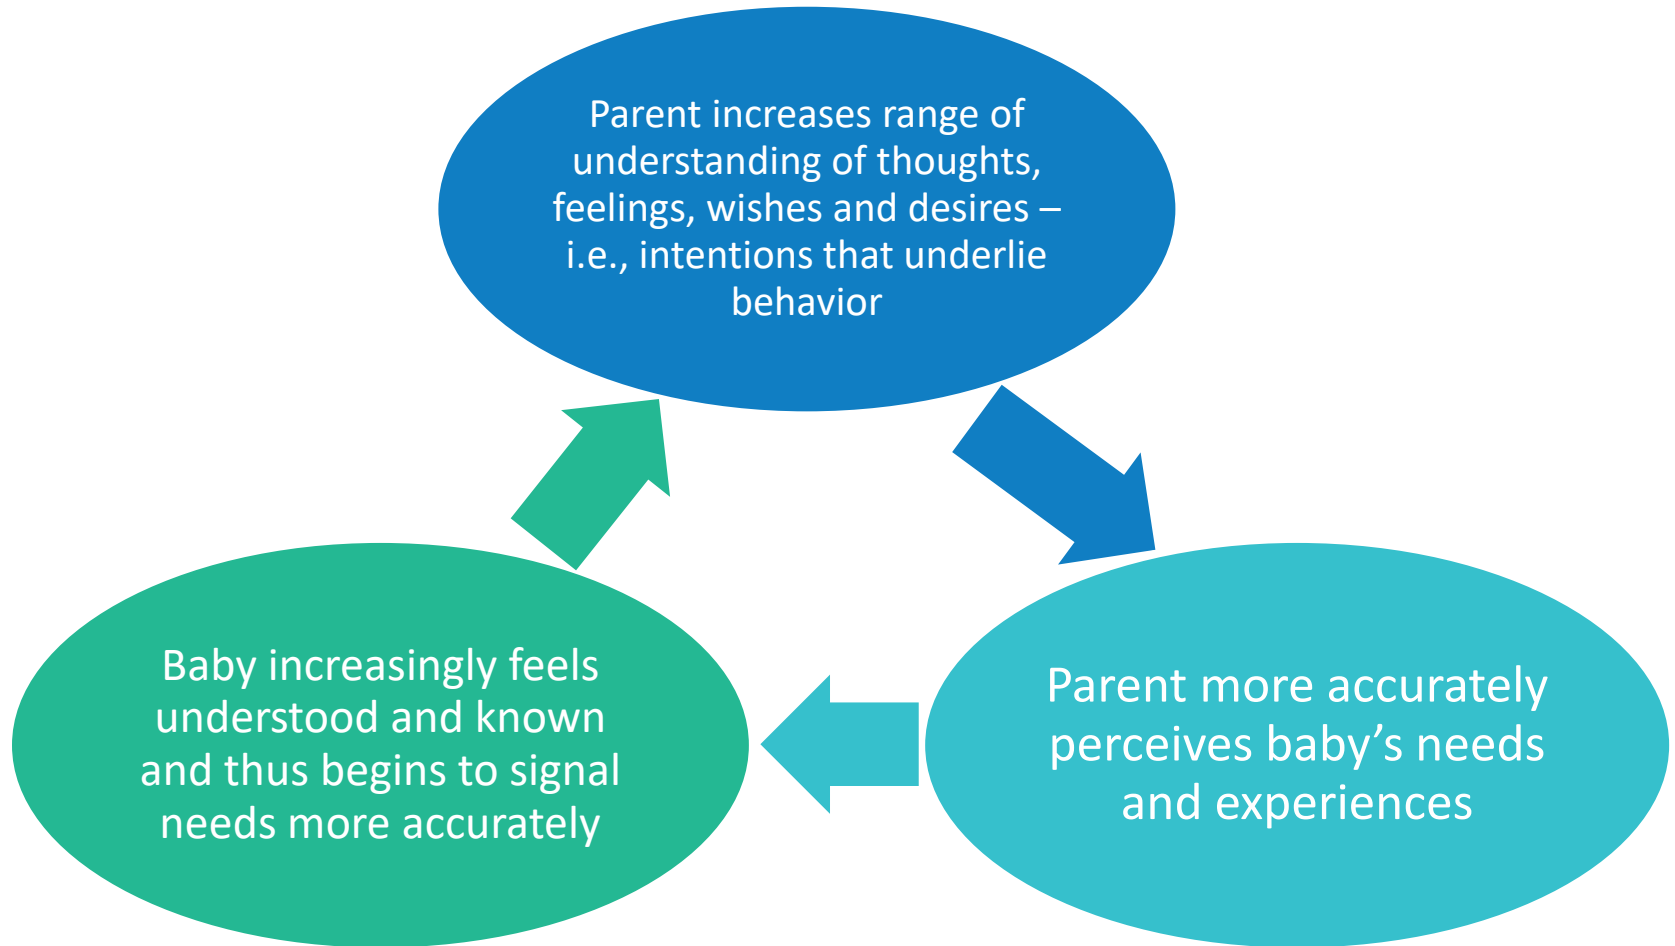 Parent increases range of
understanding of thoughts,
feelings, wishes and desires –
i.e., intentions that underlie
behavior
Parent more accurately
perceives baby’s needs
and experiences
Baby increasingly feels
understood and known
and thus begins to signal
needs more accurately